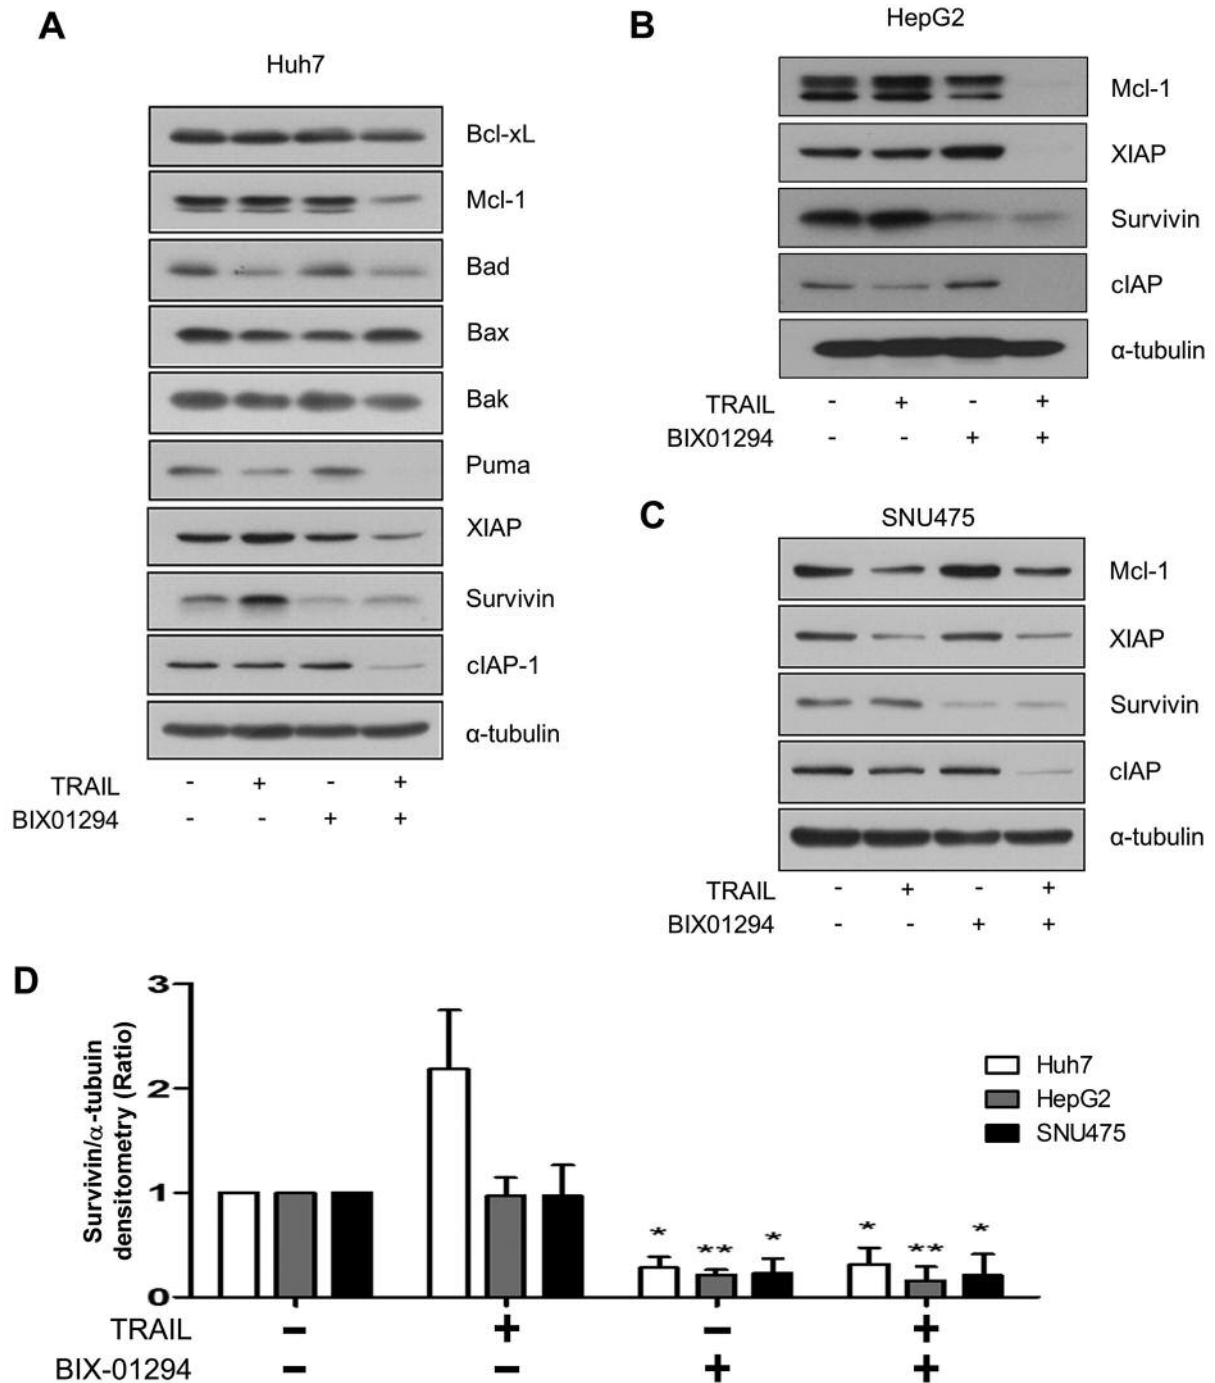 A
Huh7
Bcl-xL
Mcl-1
Bad
Bax
Bak
Puma
XIAP
Survivin
cIAP-1
α-tubulin
TRAIL - + - +
BIX01294 - - + +
B
HepG2
Mcl-1
XIAP
Survivin
cIAP
α-tubulin
TRAIL - + - +
BIX01294 - - + +
C
SNU475
Mcl-1
XIAP
Survivin
cIAP
α-tubulin
TRAIL - + - +
BIX01294 - - + +
D
Survivin/α-tubuin
densitometry (Ratio)
3
2
1
0
* ** * * ** *
Huh7
HepG2
SNU475
TRAIL − + − +
BIX-01294 − − + +